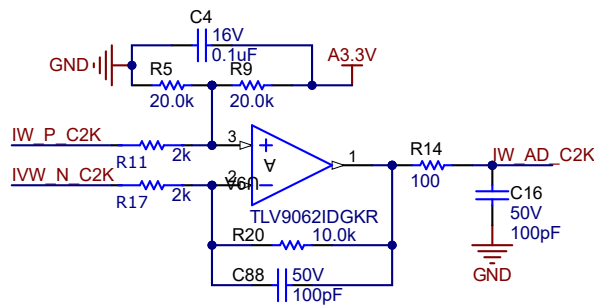 C4
16V
0.1uF
GND
A3.3V
R5
R9
20.0k
20.0k
IW_P_C2K
3
R11
2k
IVW_N_C2K
2
U9A
A
1
R14
100
IW_AD_C2K
R17
2k
TLV9062IDGKR
C16
50V
100pF
R20
10.0k
C88
50V
100pF
GND